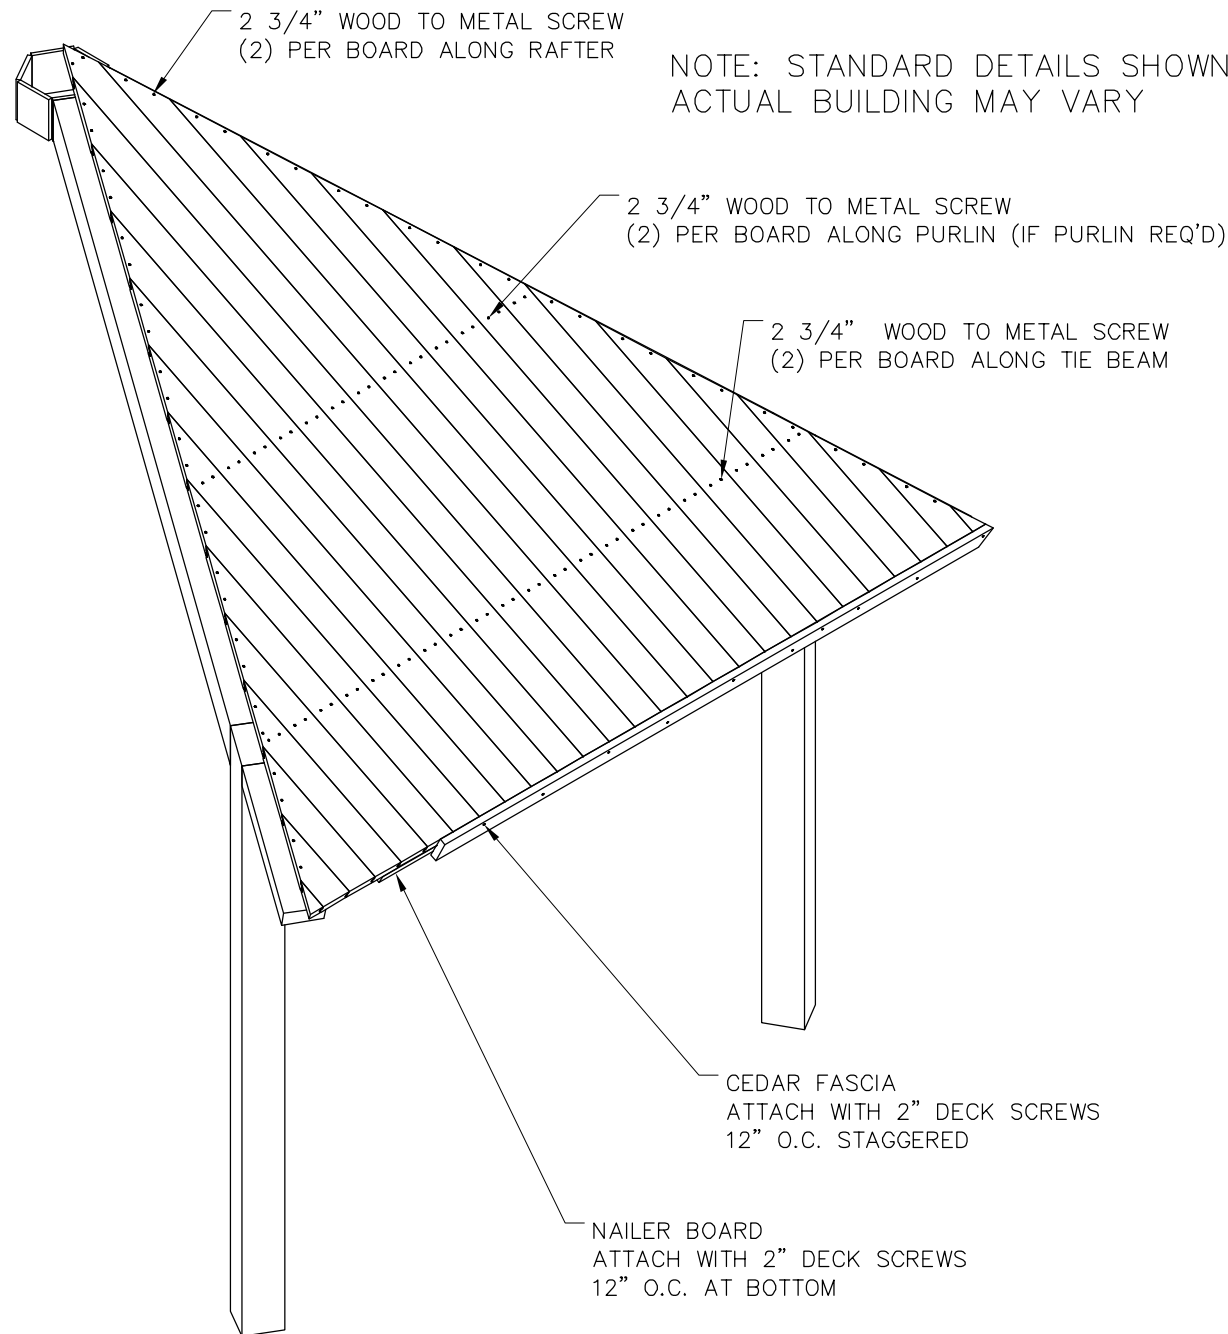 2 3/4” WOOD TO METAL SCREW
(2) PER BOARD ALONG RAFTER
NOTE: STANDARD DETAILS SHOWN
ACTUAL BUILDING MAY VARY
2 3/4” WOOD TO METAL SCREW
(2) PER BOARD ALONG PURLIN (IF PURLIN REQ'D)
2 3/4” WOOD TO METAL SCREW
(2) PER BOARD ALONG TIE BEAM
CEDAR FASCIA
ATTACH WITH 2” DECK SCREWS
12” O.C. STAGGERED
NAILER BOARD
ATTACH WITH 2” DECK SCREWS
12” O.C. AT BOTTOM